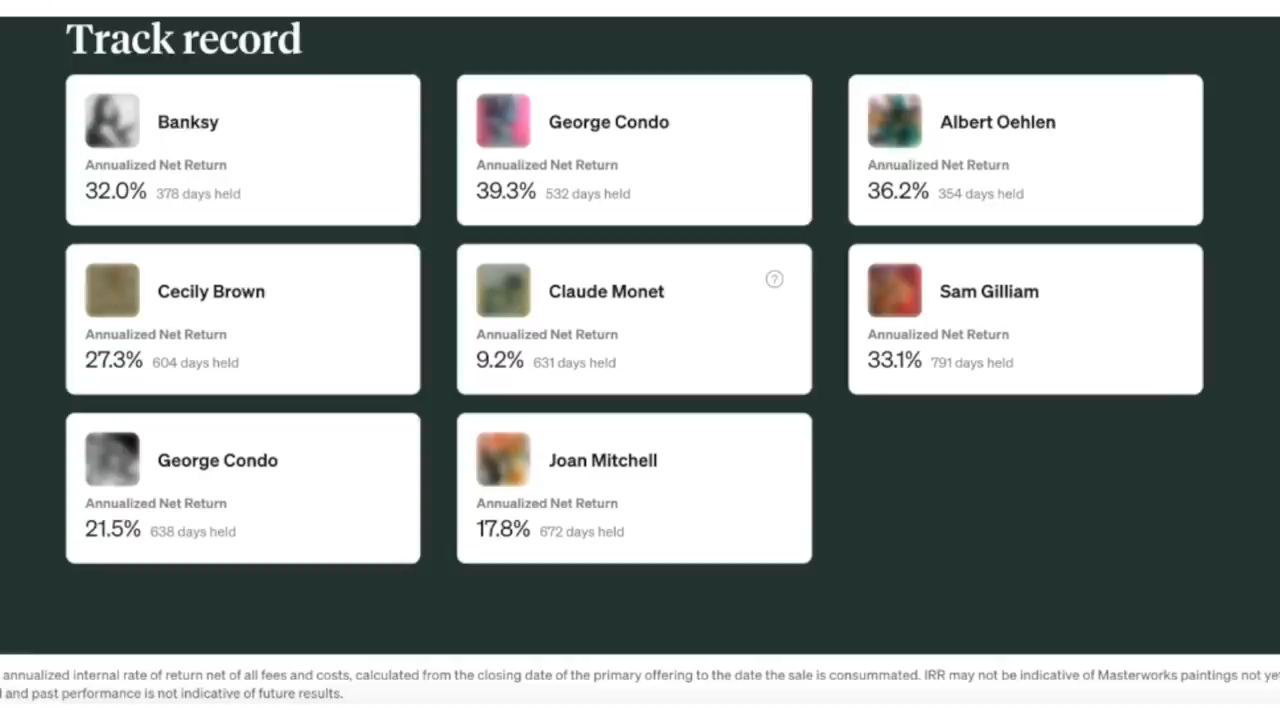 Track record
Banksy
Annualized Net Return
32.0% 378 days held
George Condo
Annualized Net Return
39.3% 532 days held
Albert Oehlen
Annualized Net Return
36.2% 354 days held
Cecily Brown
Annualized Net Return
27.3% 604 days held
Claude Monet
?
Annualized Net Return
9.2% 631 days held
Sam Gilliam
Annualized Net Return
33.1% 791 days held
George Condo
Annualized Net Return
21.5% 638 days held
Joan Mitchell
Annualized Net Return
17.8% 672 days held
annualized internal rate of return net of all fees and costs, calculated from the closing date of the primary offering to the date the sale is consummated. IRR may not be indicative of Masterworks paintings not
and past performance is not indicative of future results.